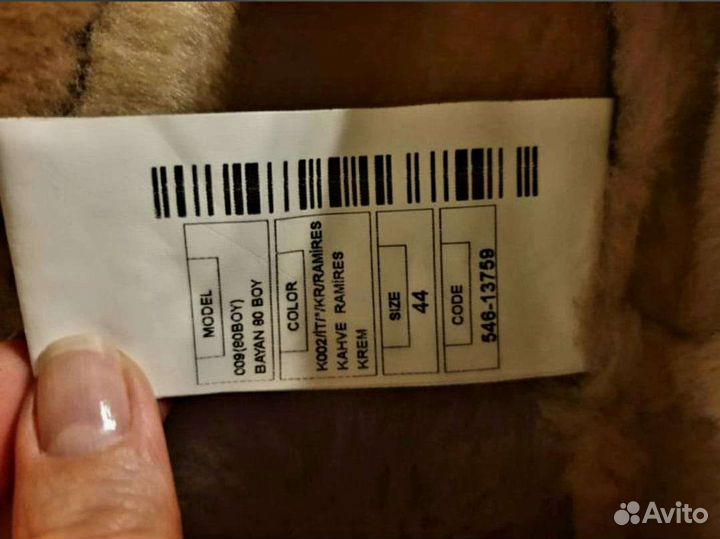 MODEL
009(80BOY)
BAYAN 80 BOY
COLOR
K002/İT/*/KR/RAMİRES
KAHVE RAMİRES
KREM
SIZE
44
CODE
546-13759
Avito